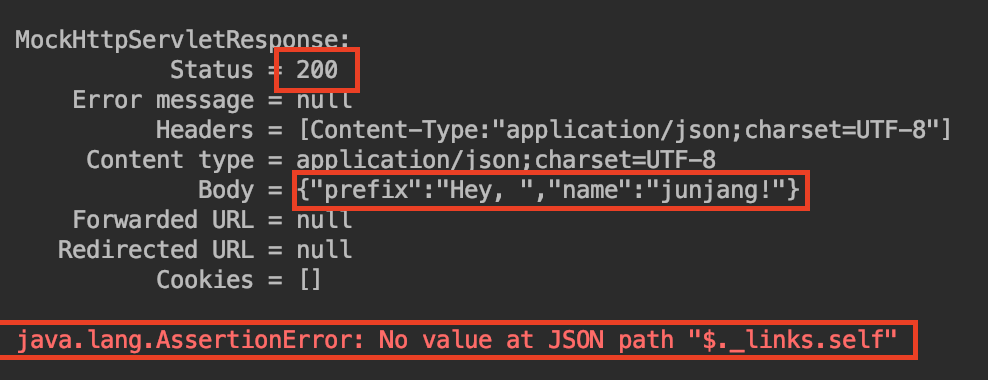 MockHttpServletResponse:
Status = 200
Error message = null
Headers = [Content-Type:"application/json;charset=UTF-8"]
Content type = application/json;charset=UTF-8
Body = {"prefix":"Hey, ","name":"junjang!"}
Forwarded URL = null
Redirected URL = null
Cookies = []
java.lang.AssertionError: No value at JSON path "$._links.self"